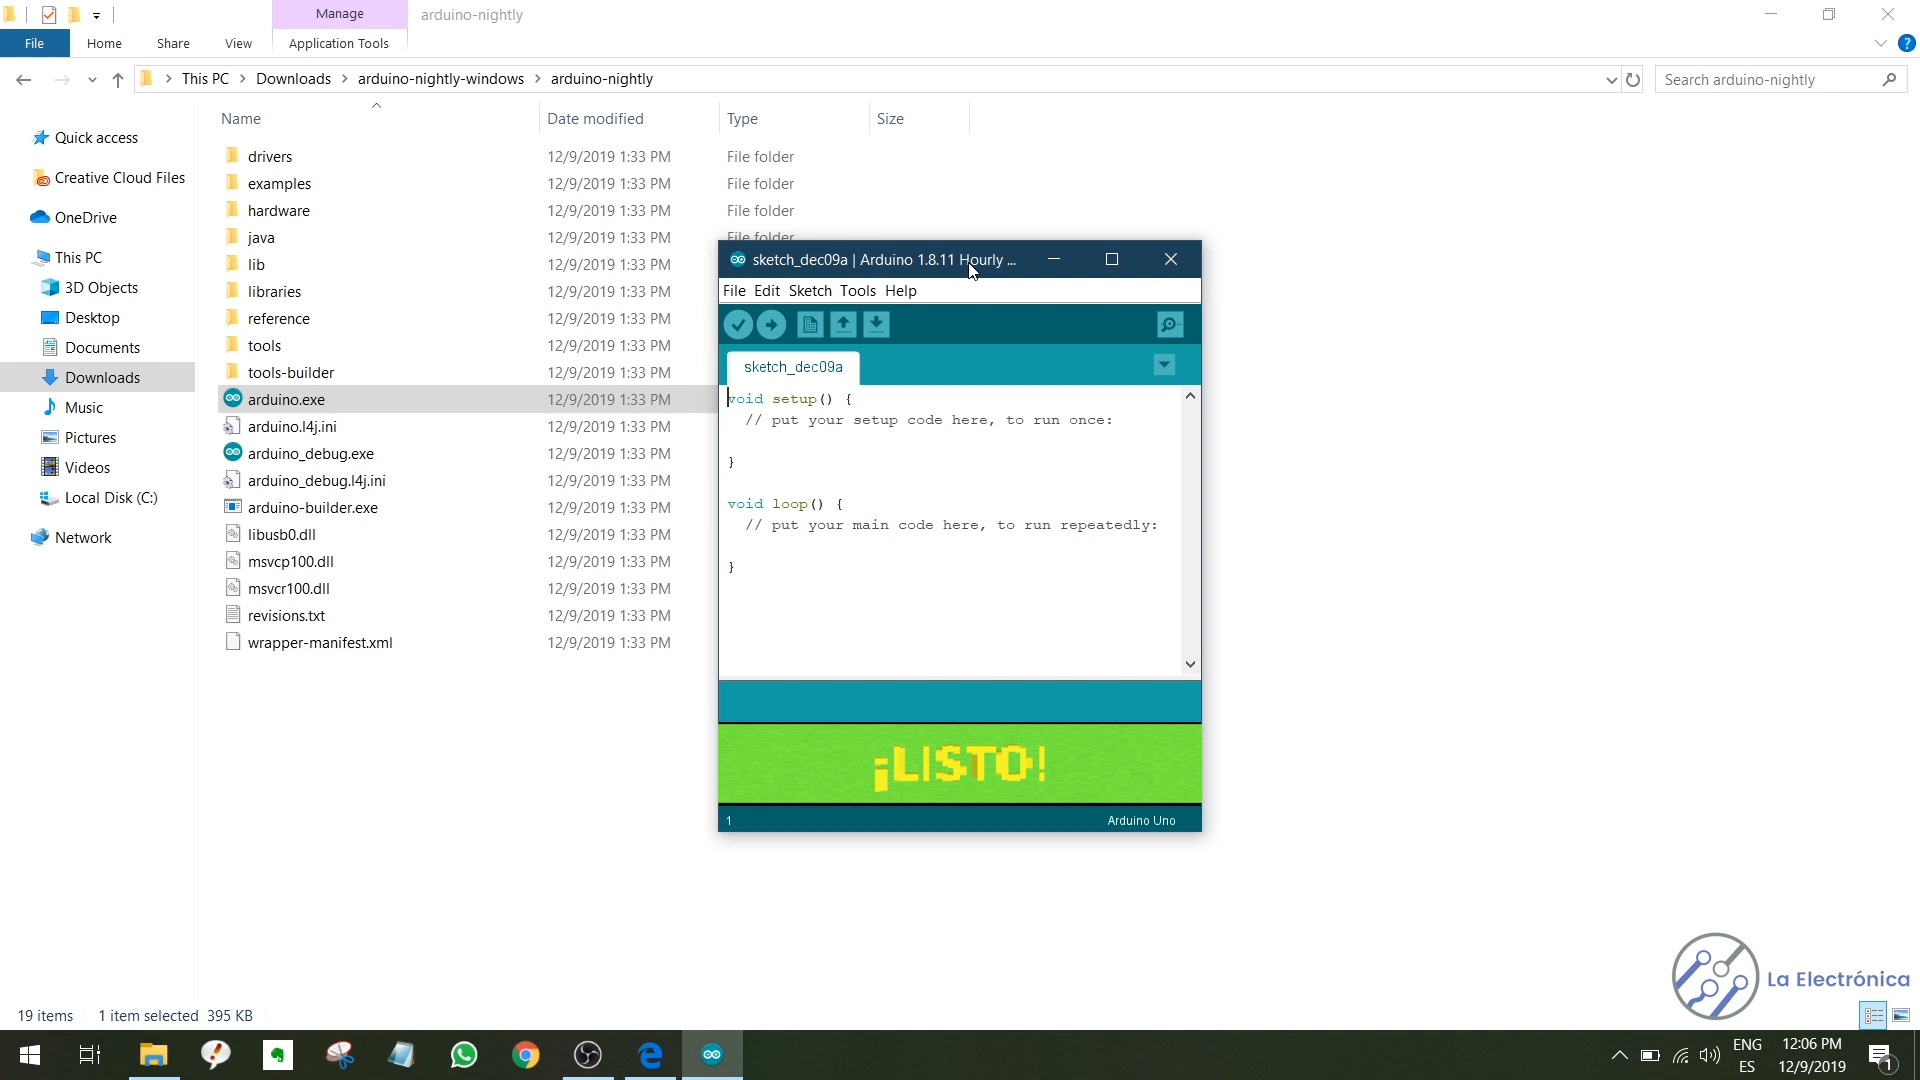 Manage
arduino-nightly
File
Home
Share
View
Application Tools
This PC > Downloads > arduino-nightly-windows > arduino-nightly
Search arduino-nightly
Name
Date modified
Type
Size
Quick access
Creative Cloud Files
OneDrive
This PC
3D Objects
Desktop
Documents
Downloads
Music
Pictures
Videos
Local Disk (C:)
Network
drivers 12/9/2019 1:33 PM File folder
examples 12/9/2019 1:33 PM File folder
hardware 12/9/2019 1:33 PM File folder
java 12/9/2019 1:33 PM File folder
lib 12/9/2019 1:33 PM
libraries 12/9/2019 1:33 PM
reference 12/9/2019 1:33 PM
tools 12/9/2019 1:33 PM
tools-builder 12/9/2019 1:33 PM
arduino.exe 12/9/2019 1:33 PM
arduino.l4j.ini 12/9/2019 1:33 PM
arduino_debug.exe 12/9/2019 1:33 PM
arduino_debug.l4j.ini 12/9/2019 1:33 PM
arduino-builder.exe 12/9/2019 1:33 PM
libusb0.dll 12/9/2019 1:33 PM
msvcp100.dll 12/9/2019 1:33 PM
msvcr100.dll 12/9/2019 1:33 PM
revisions.txt 12/9/2019 1:33 PM
wrapper-manifest.xml 12/9/2019 1:33 PM
sketch_dec09a | Arduino 1.8.11 Hourly ...
File Edit Sketch Tools Help
sketch_dec09a
void setup() {
// put your setup code here, to run once:
}
void loop() {
// put your main code here, to run repeatedly:
}
¡LISTO!
1
Arduino Uno
La Electrónica
19 items
1 item selected 395 KB
ENG
ES
12:06 PM
12/9/2019
1